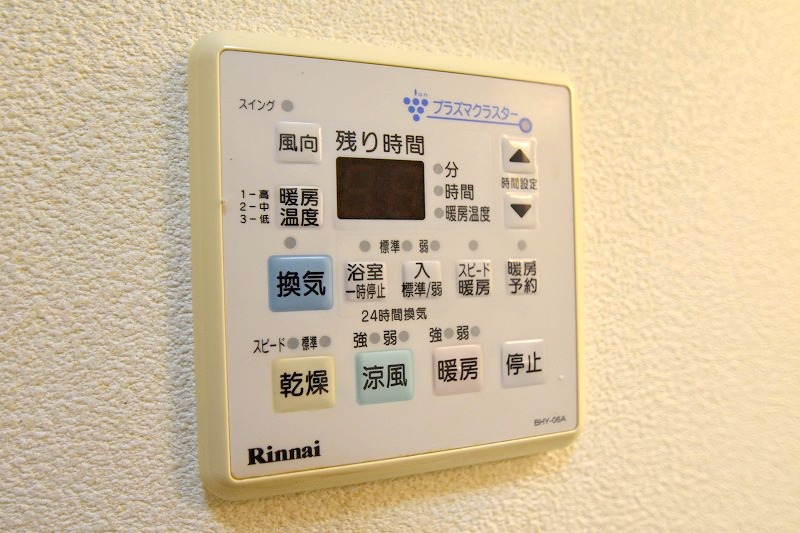 スイング
Ion
プラズマクラスター
風向
残り時間
分
時間
暖房温度
時間設定
1－高
2－中
3－低
暖房
温度
標準 弱
換気
浴室
一時停止
入
標準/弱
スピード
暖房
暖房
予約
24時間換気
スピード 標準
強 弱
強 弱
乾燥
涼風
暖房
停止
BHY-06A
Rinnai